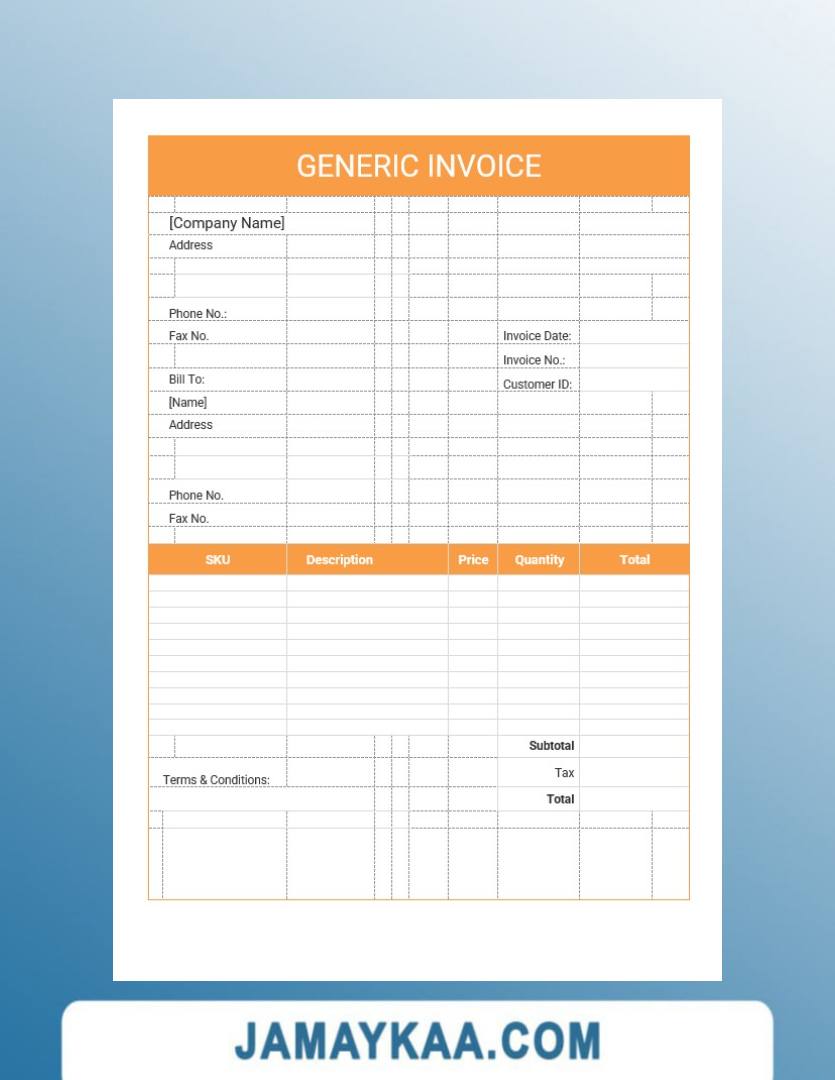 GENERIC INVOICE
[Company Name]
Address
Phone No.:
Fax No.
Invoice Date:
Invoice No.:
Bill To:
Customer ID:
[Name]
Address
Phone No.
Fax No.
SKU Description Price Quantity Total
Subtotal
Tax
Terms & Conditions:
Total
JAMAYKAA.COM